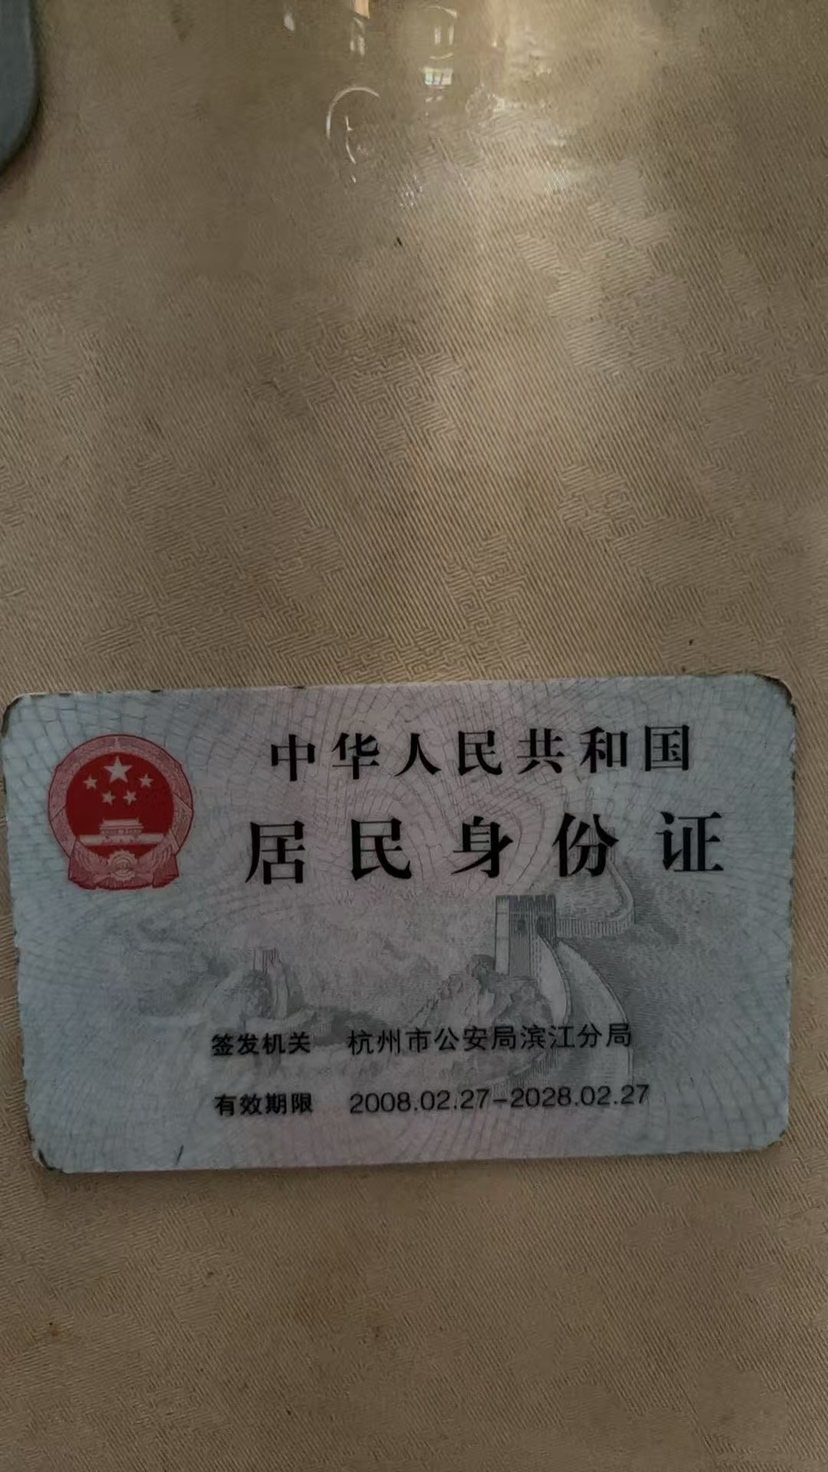 中华人民共和国
居民身份证
签发机关 杭州市公安局滨江分局
有效期限 2008.02.27-2028.02.27